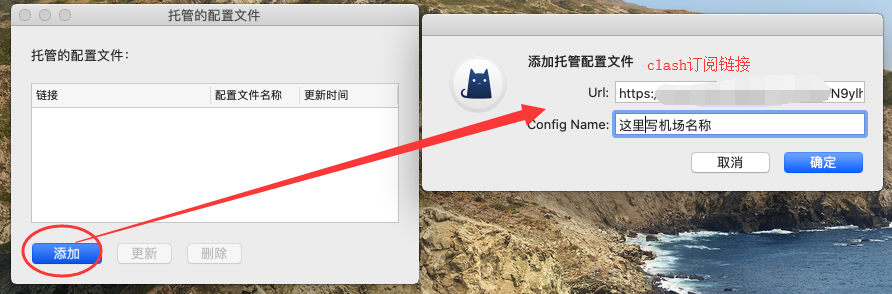 托管的配置文件
托管的配置文件：
链接 配置文件名称 更新时间
添加 更新 删除
添加托管配置文件 clash订阅链接
Url: https:/ /N9ylh
Config Name: 这里写机场名称
取消 确定